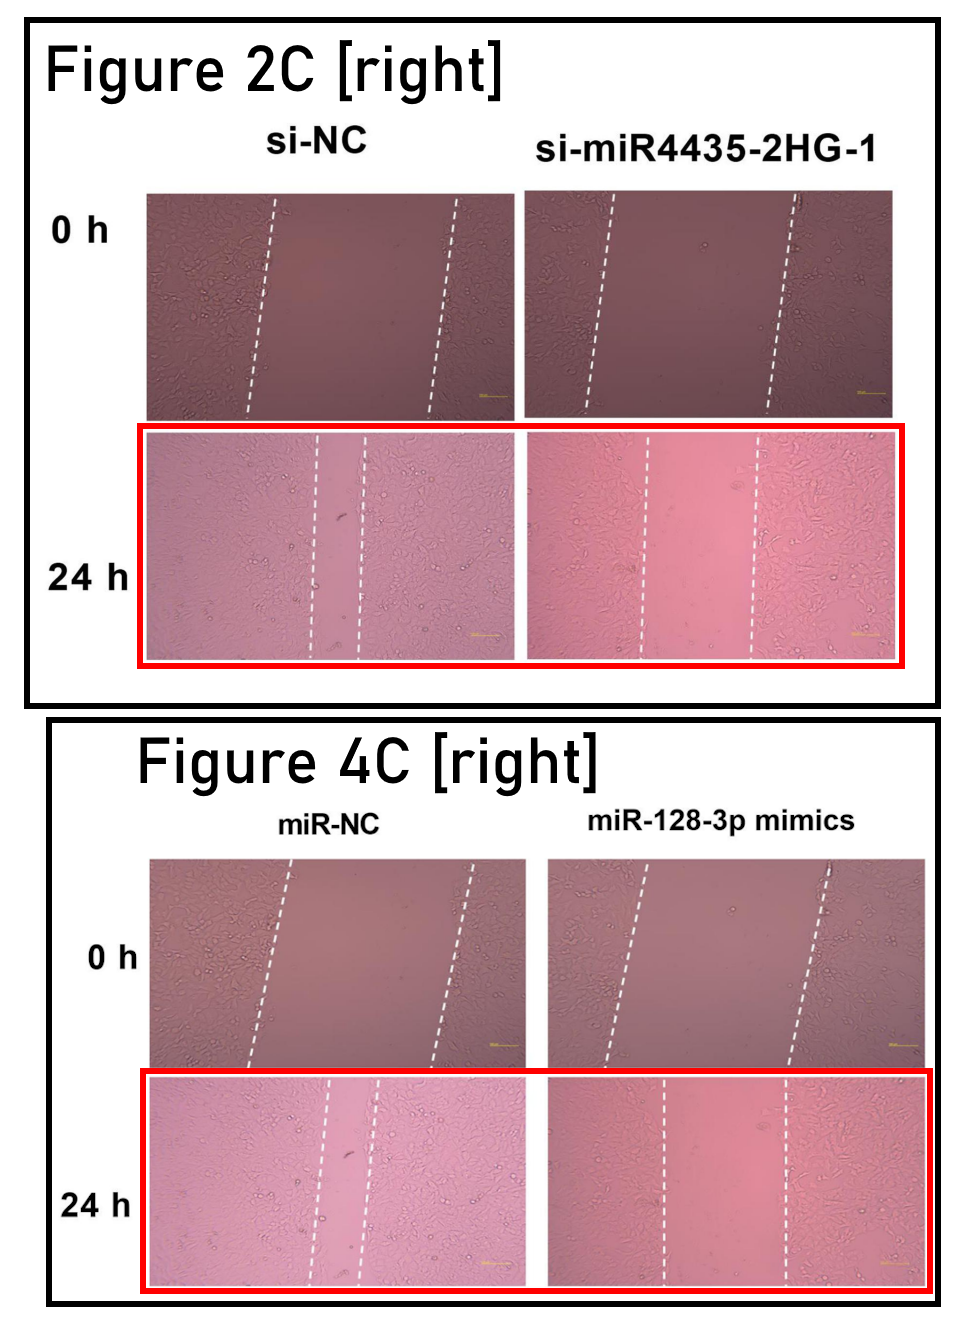 Figure 2C [right]
si-NC si-miR4435-2HG-1
0 h
24 h
Figure 4C [right]
miR-NC miR-128-3p mimics
0 h
24 h